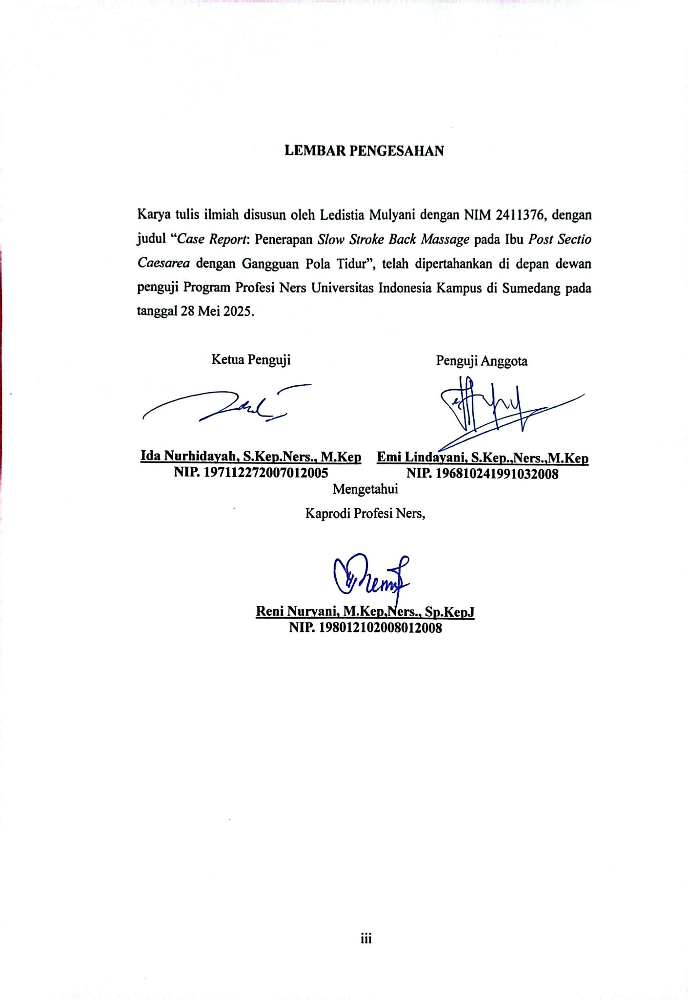 LEMBAR PENGESAHAN
Karya tulis ilmiah disusun oleh Ledistia Mulyani dengan NIM 2411376, dengan
judul “Case Report: Penerapan Slow Stroke Back Massage pada Ibu Post Sectio
Caesarea dengan Gangguan Pola Tidur”, telah dipertahankan di depan dewan
penguji Program Profesi Ners Universitas Indonesia Kampus di Sumedang pada
tanggal 28 Mei 2025.
Ketua Penguji
Penguji Anggota
Ida Nurhidayah, S.Kep.Ners., M.Kep
NIP. 197112272007012005
Emi Lindayani, S.Kep.,Ners.,M.Kep
NIP. 196810241991032008
Mengetahui
Kaprodi Profesi Ners,
Reni Nuryani, M.Kep,Ners., Sp.KepJ
NIP. 198012102008012008
iii